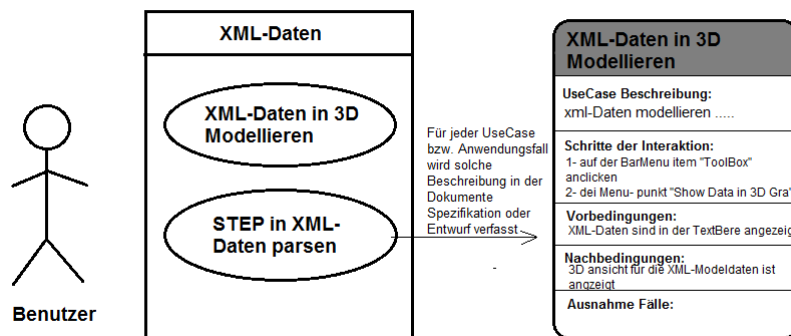 XML-Daten
XML-Daten in 3D
Modellieren
STEP in XML-
Daten parsen
Benutzer
Für jeder UseCase
bzw. Anwendungsfall
wird solche
Beschreibung in der
Dokumente
Spezifikation oder
Entwurf verfasst
-
XML-Daten in 3D
Modellieren
UseCase Beschreibung:
xml-Daten modellieren .....
Schritte der Interaktion:
1- auf der BarMenu item "ToolBox"
anclicken
2- dei Menu- punkt "Show Data in 3D Gra
Vorbedingungen:
XML-Daten sind in der TextBere angezeig
Nachbedingungen:
3D ansicht für die XML-Modeldaten ist
angzeigt
Ausnahme Fälle: